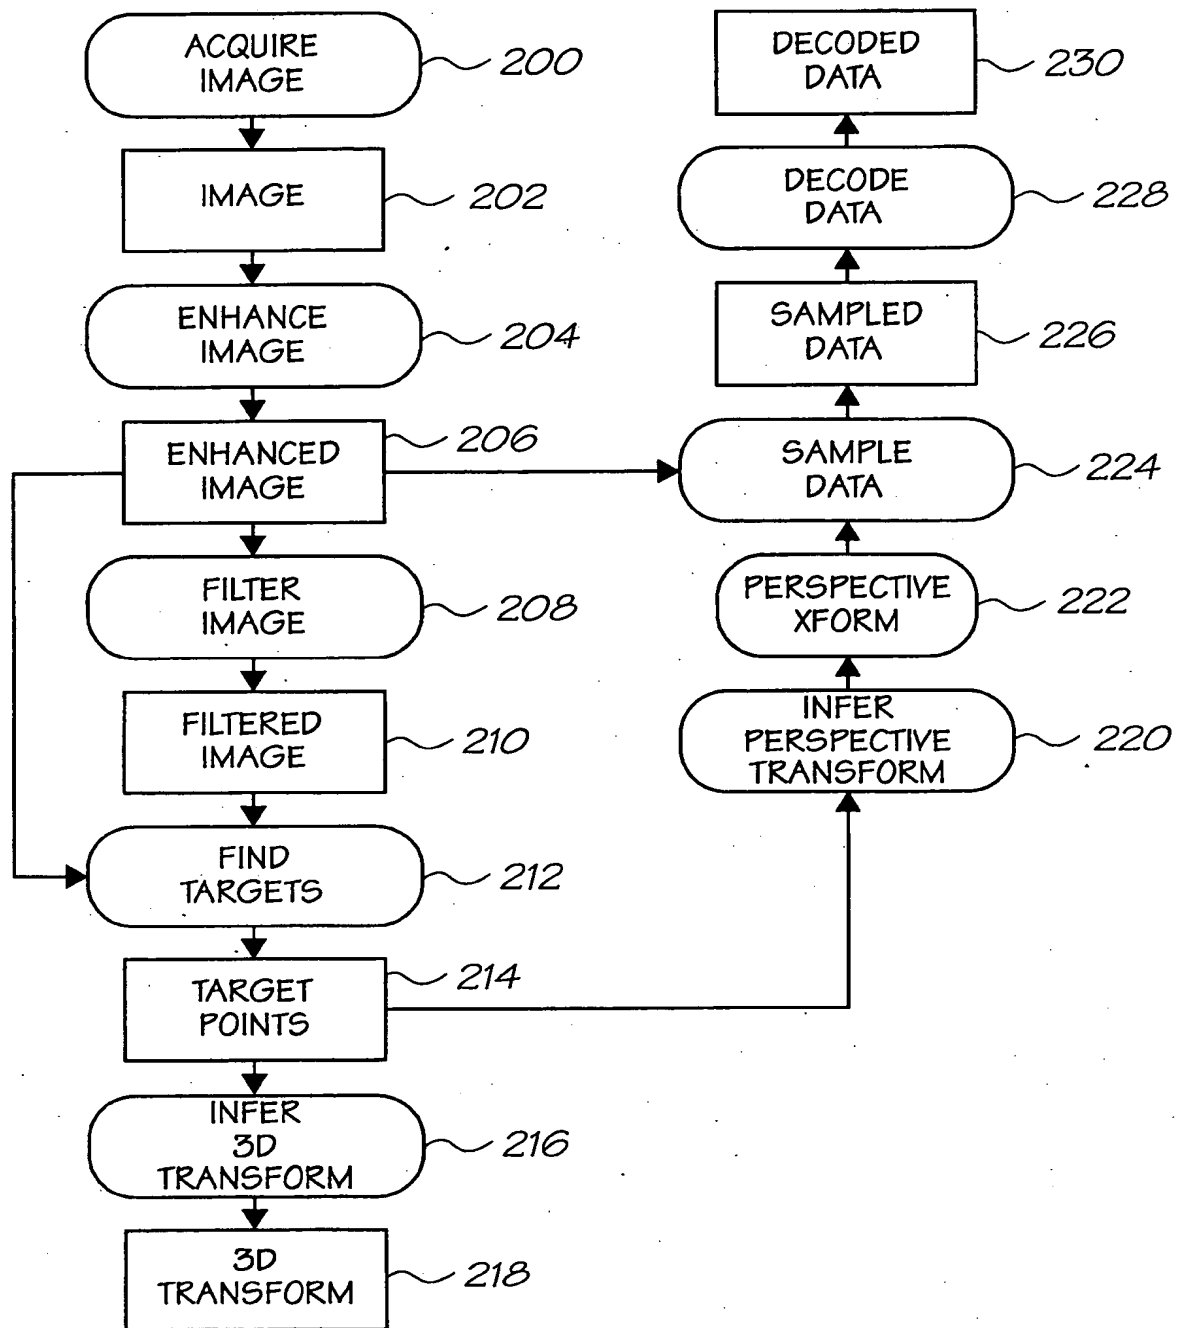 ACQUIRE
IMAGE
200
IMAGE
202
ENHANCE
IMAGE
204
ENHANCED
IMAGE
206
FILTER
IMAGE
208
FILTERED
IMAGE
210
FIND
TARGETS
212
TARGET
POINTS
214
INFER
3D
TRANSFORM
216
3D
TRANSFORM
218
DECODED
DATA
230
DECODE
DATA
228
SAMPLED
DATA
226
SAMPLE
DATA
224
PERSPECTIVE
XFORM
222
INFER
PERSPECTIVE
TRANSFORM
220